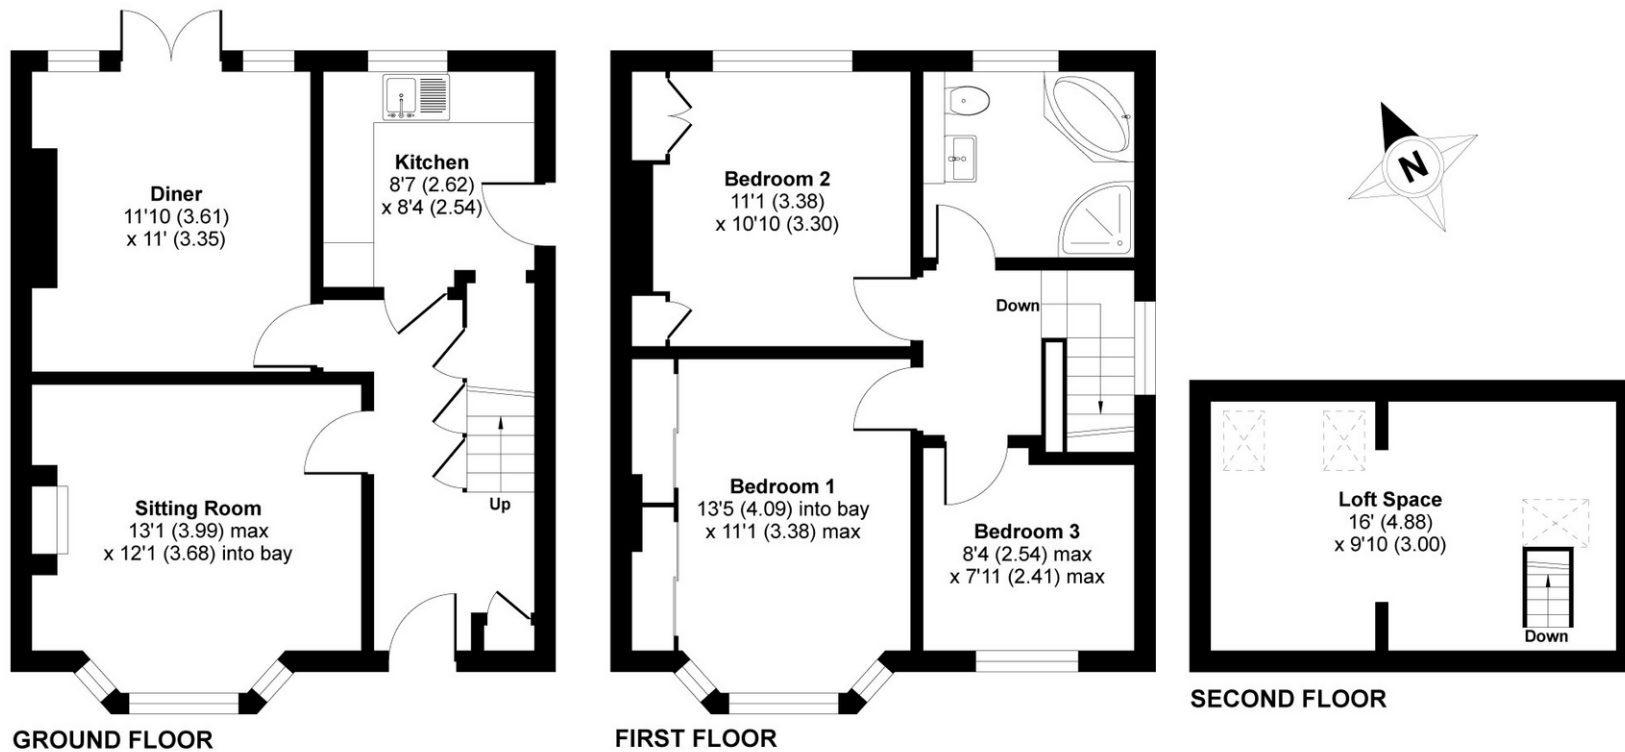 Diner
11'10 (3.61)
x 11' (3.35)
Kitchen
8'7 (2.62)
x 8'4 (2.54)
Sitting Room
13'1 (3.99) max
x 12'1 (3.68) into bay
Up
GROUND FLOOR
Bedroom 2
11'1 (3.38)
x 10'10 (3.30)
Down
Bedroom 1
13'5 (4.09) into bay
x 11'1 (3.38) max
Bedroom 3
8'4 (2.54) max
x 7'11 (2.41) max
FIRST FLOOR
N
Loft Space
16' (4.88)
x 9'10 (3.00)
Down
SECOND FLOOR